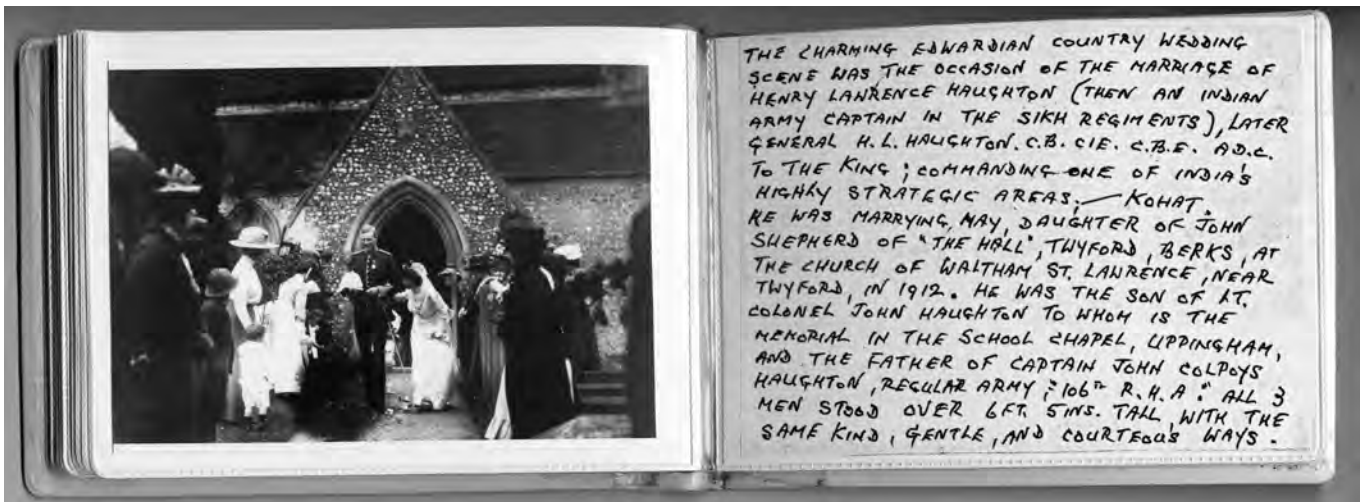 THE CHARMING EDWARDIAN COUNTRY WEDDING
SCENE WAS THE OCCASION OF THE MARRIAGE OF
HENRY LAWRENCE HAUGHTON (THEN AN INDIAN
ARMY CAPTAIN IN THE SIKH REGIMENTS), LATER
GENERAL H. L. HAUGHTON. C.B. CIE. C.B.E. A.D.C.
TO THE KING; COMMANDING ONE OF INDIA'S
HIGHLY STRATEGIC AREAS; — KOHAT.
HE WAS MARRYING, MAY, DAUGHTER OF JOHN
SHEPHERD OF "THE HALL", TWYFORD, BERKS, AT
THE CHURCH OF WALTHAM ST. LAWRENCE, NEAR
TWYFORD, IN 1912. HE WAS THE SON OF LT.
COLONEL JOHN HAUGHTON TO WHOM IS THE
MEMORIAL IN THE SCHOOL CHAPEL, UPPINGHAM,
AND THE FATHER OF CAPTAIN JOHN COLPOYS
HAUGHTON, REGULAR ARMY; "106TH R.H.A." ALL 3
MEN STOOD OVER 6FT. 5INS. TALL, WITH THE
SAME KIND, GENTLE, AND COURTEOUS WAYS.